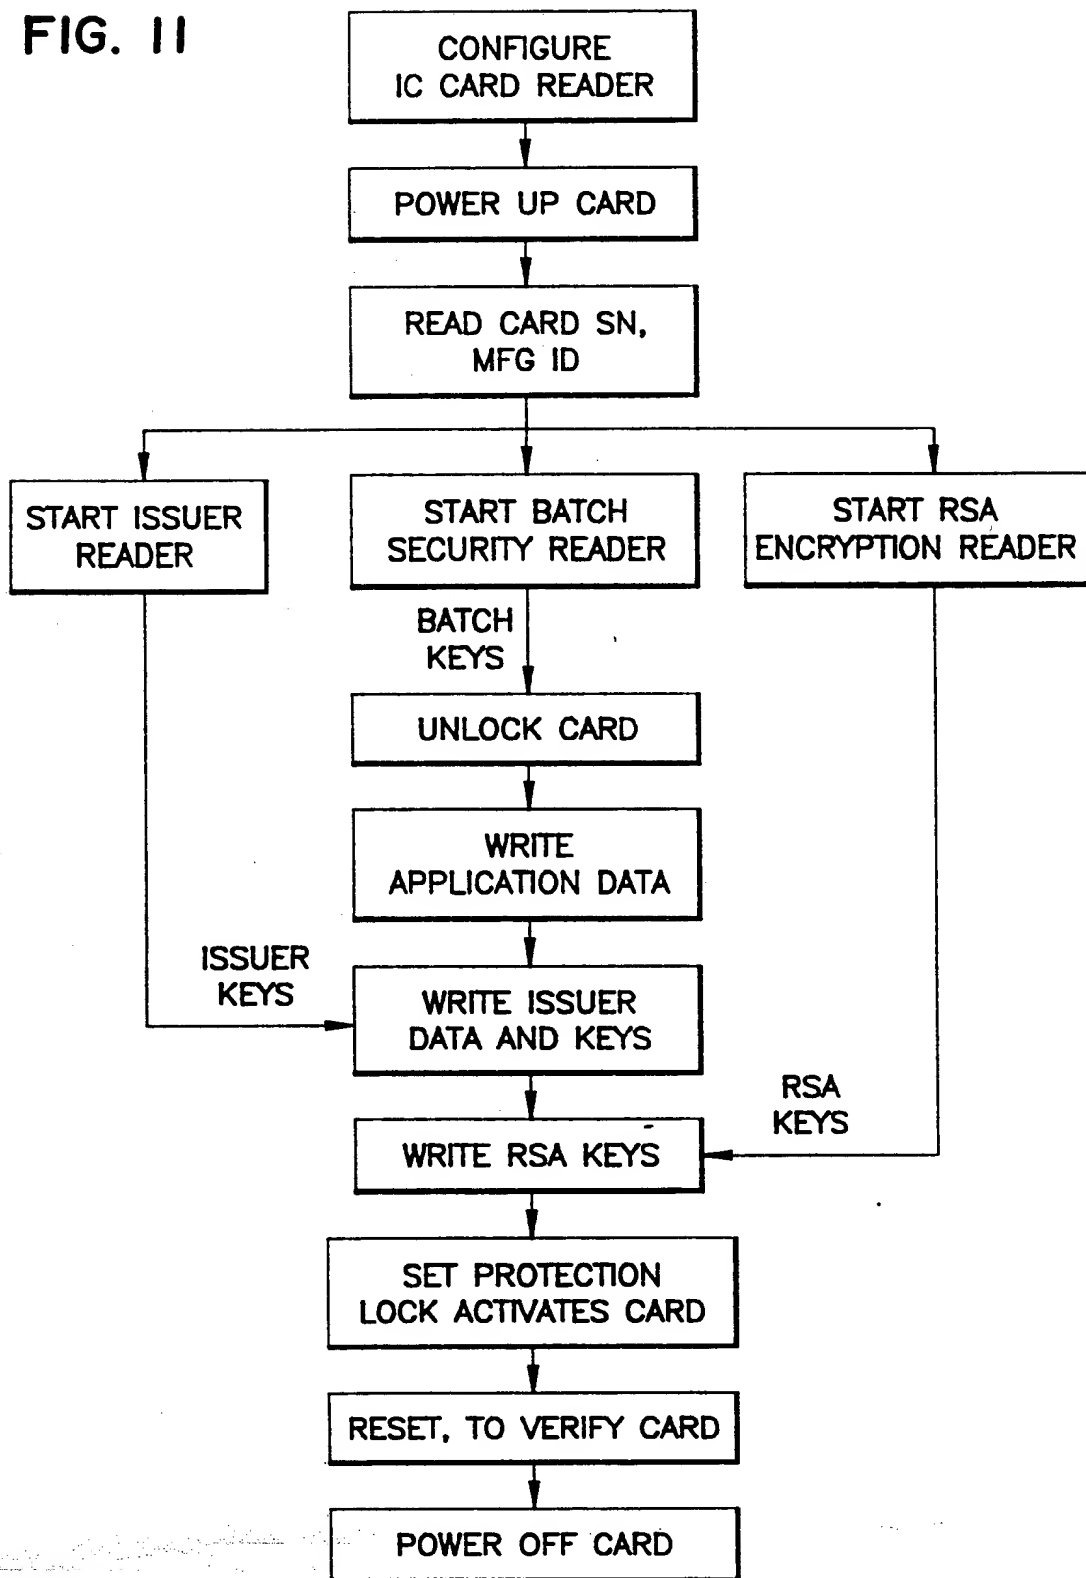 FIG. 11
CONFIGURE
IC CARD READER
POWER UP CARD
READ CARD SN,
MFG ID
START ISSUER
READER
START BATCH
SECURITY READER
START RSA
ENCRYPTION READER
BATCH
KEYS
UNLOCK CARD
WRITE
APPLICATION DATA
ISSUER
KEYS
WRITE ISSUER
DATA AND KEYS
RSA
KEYS
WRITE RSA KEYS
SET PROTECTION
LOCK ACTIVATES CARD
RESET, TO VERIFY CARD
POWER OFF CARD